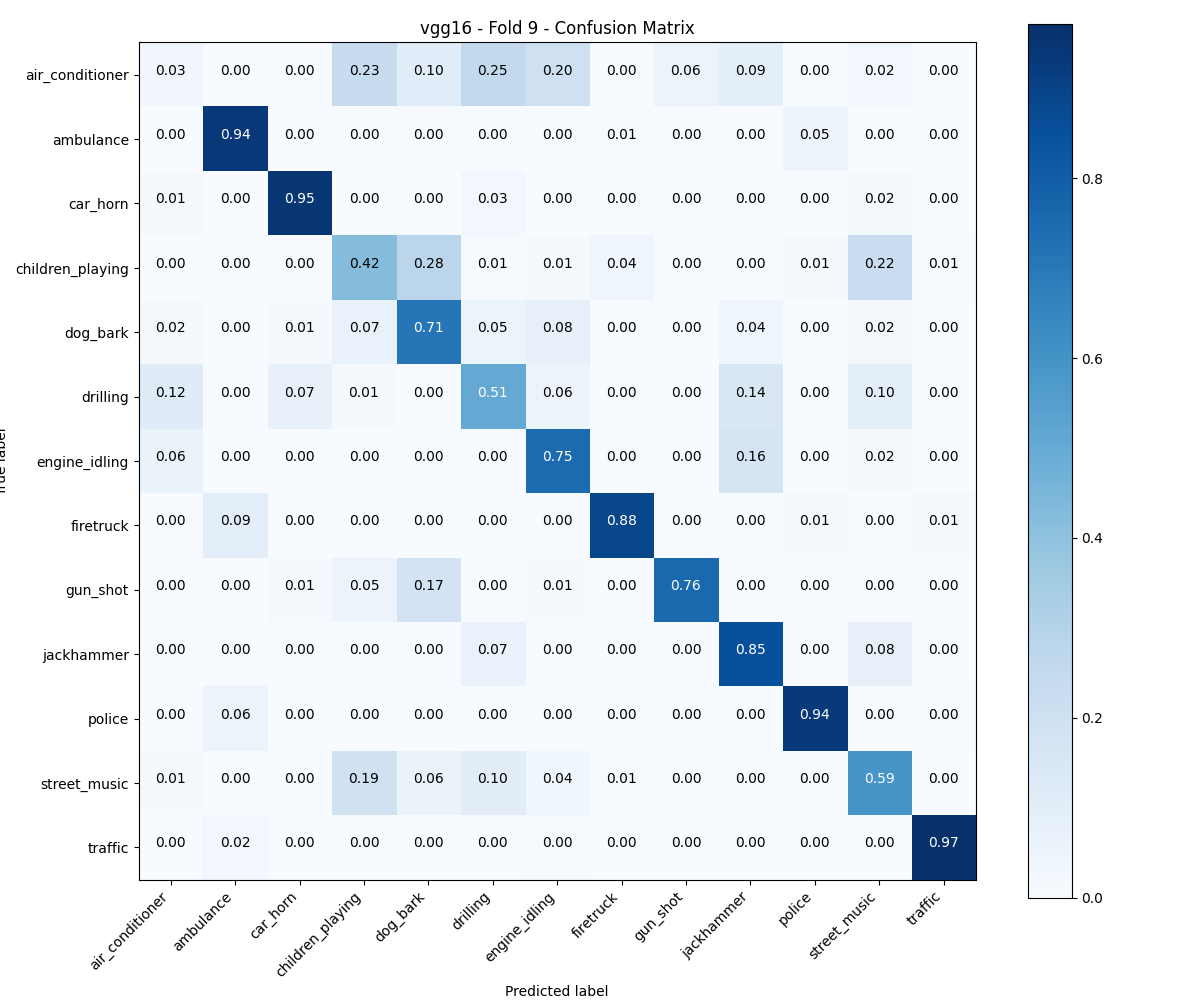 vgg16 - Fold 9 - Confusion Matrix
air_conditioner 0.03 0.00 0.00 0.23 0.10 0.25 0.20 0.00 0.06 0.09 0.00 0.02 0.00
ambulance 0.00 0.94 0.00 0.00 0.00 0.00 0.00 0.01 0.00 0.00 0.05 0.00 0.00
car_horn 0.01 0.00 0.95 0.00 0.00 0.03 0.00 0.00 0.00 0.00 0.00 0.02 0.00
children_playing 0.00 0.00 0.00 0.42 0.28 0.01 0.01 0.04 0.00 0.00 0.01 0.22 0.01
dog_bark 0.02 0.00 0.01 0.07 0.71 0.05 0.08 0.00 0.00 0.04 0.00 0.02 0.00
drilling 0.12 0.00 0.07 0.01 0.00 0.51 0.06 0.00 0.00 0.14 0.00 0.10 0.00
engine_idling 0.06 0.00 0.00 0.00 0.00 0.00 0.75 0.00 0.00 0.16 0.00 0.02 0.00
firetruck 0.00 0.09 0.00 0.00 0.00 0.00 0.00 0.88 0.00 0.00 0.01 0.00 0.01
gun_shot 0.00 0.00 0.01 0.05 0.17 0.00 0.01 0.00 0.76 0.00 0.00 0.00 0.00
jackhammer 0.00 0.00 0.00 0.00 0.00 0.07 0.00 0.00 0.00 0.85 0.00 0.08 0.00
police 0.00 0.06 0.00 0.00 0.00 0.00 0.00 0.00 0.00 0.00 0.94 0.00 0.00
street_music 0.01 0.00 0.00 0.19 0.06 0.10 0.04 0.01 0.00 0.00 0.00 0.59 0.00
traffic 0.00 0.02 0.00 0.00 0.00 0.00 0.00 0.00 0.00 0.00 0.00 0.00 0.97
air_conditioner ambulance car_horn children_playing dog_bark drilling engine_idling firetruck gun_shot jackhammer police street_music traffic
Predicted label
0.8
0.6
0.4
0.2
0.0